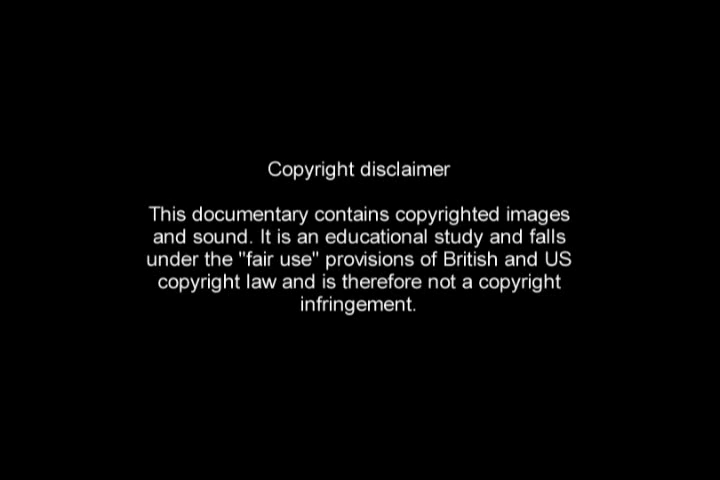 Copyright disclaimer
This documentary contains copyrighted images
and sound. It is an educational study and falls
under the "fair use" provisions of British and US
copyright law and is therefore not a copyright
infringement.